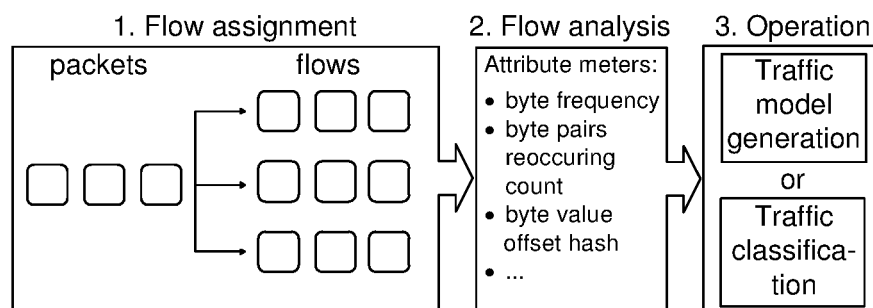 1. Flow assignment
packets
flows
2. Flow analysis
Attribute meters:
• byte frequency
• byte pairs
reoccuring
count
• byte value
offset hash
• ...
3. Operation
Traffic
model
generation
or
Traffic
classifica-
tion